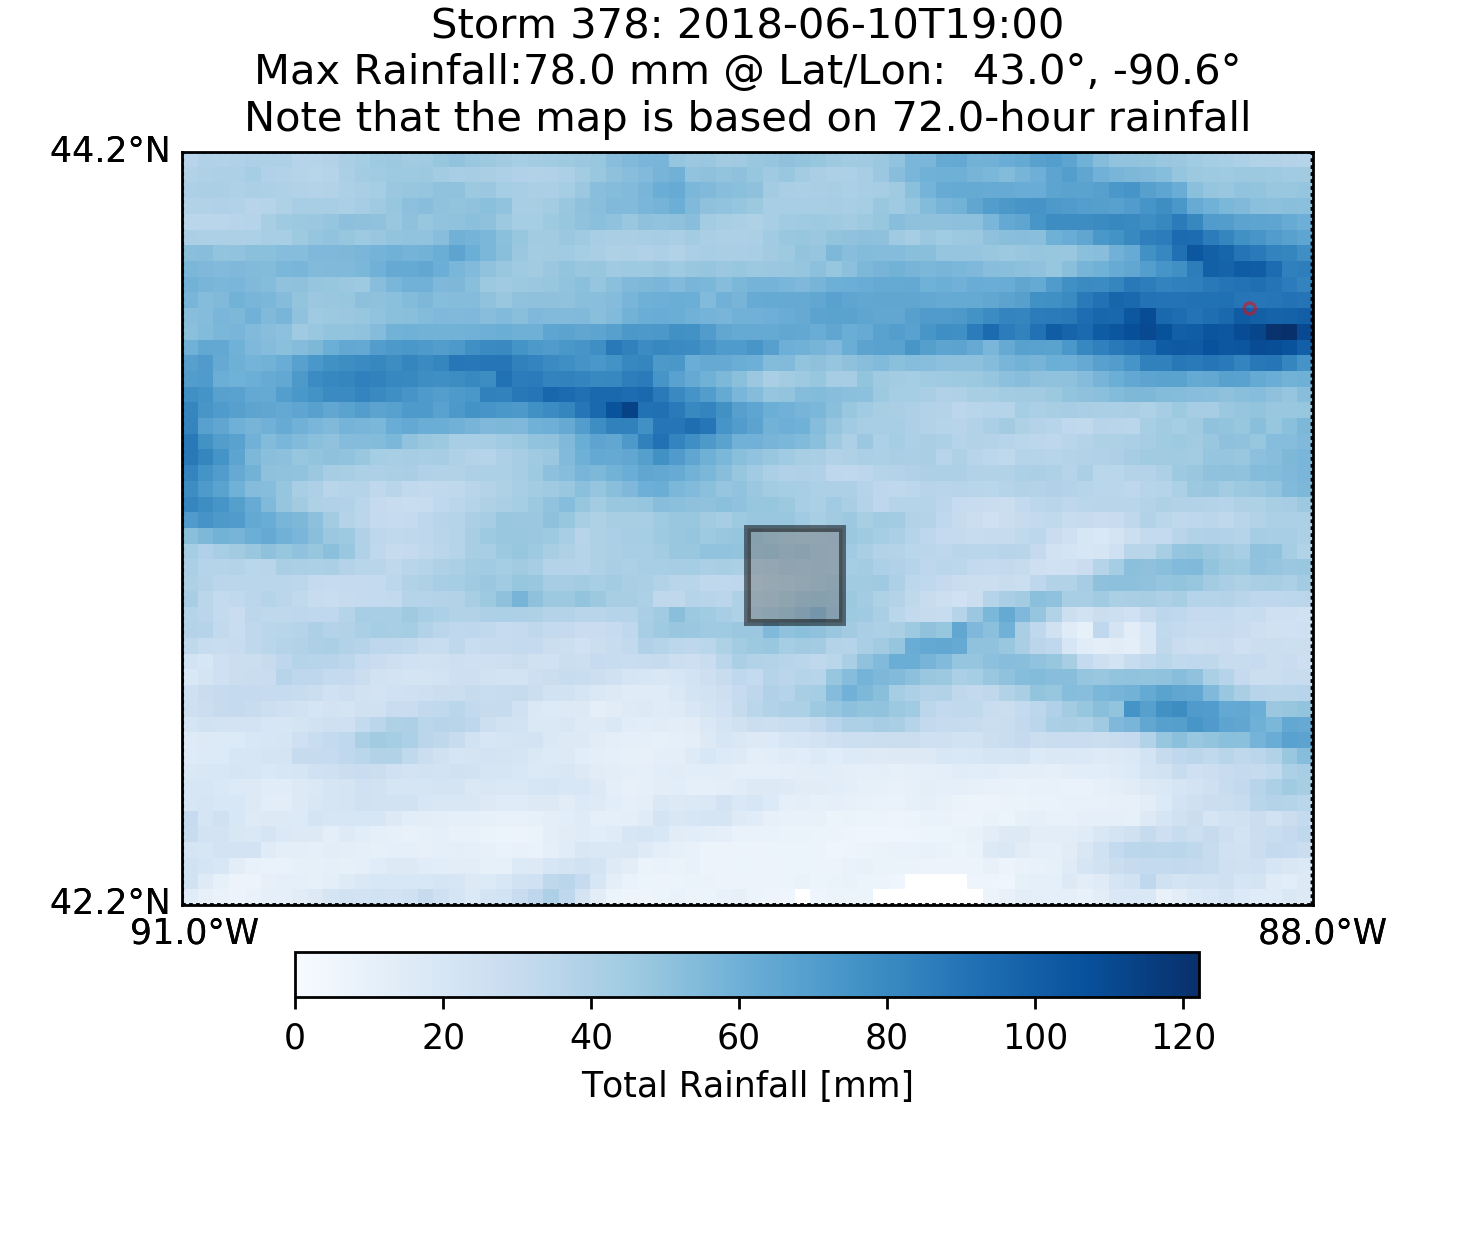 Storm 378: 2018-06-10T19:00
Max Rainfall:78.0 mm @ Lat/Lon:  43.0°, -90.6°
Note that the map is based on 72.0-hour rainfall
44.2°N
42.2°N
91.0°W 88.0°W
0 20 40 60 80 100 120
Total Rainfall [mm]